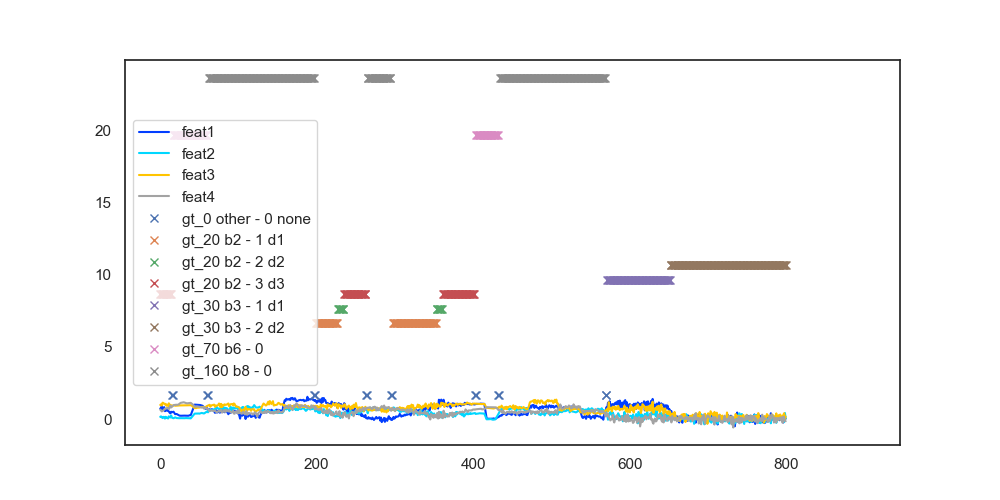 20
15
10
5
0
feat1
feat2
feat3
feat4
gt_0 other - 0 none
gt_20 b2 - 1 d1
gt_20 b2 - 2 d2
gt_20 b2 - 3 d3
gt_30 b3 - 1 d1
gt_30 b3 - 2 d2
gt_70 b6 - 0
gt_160 b8 - 0
0 200 400 600 800